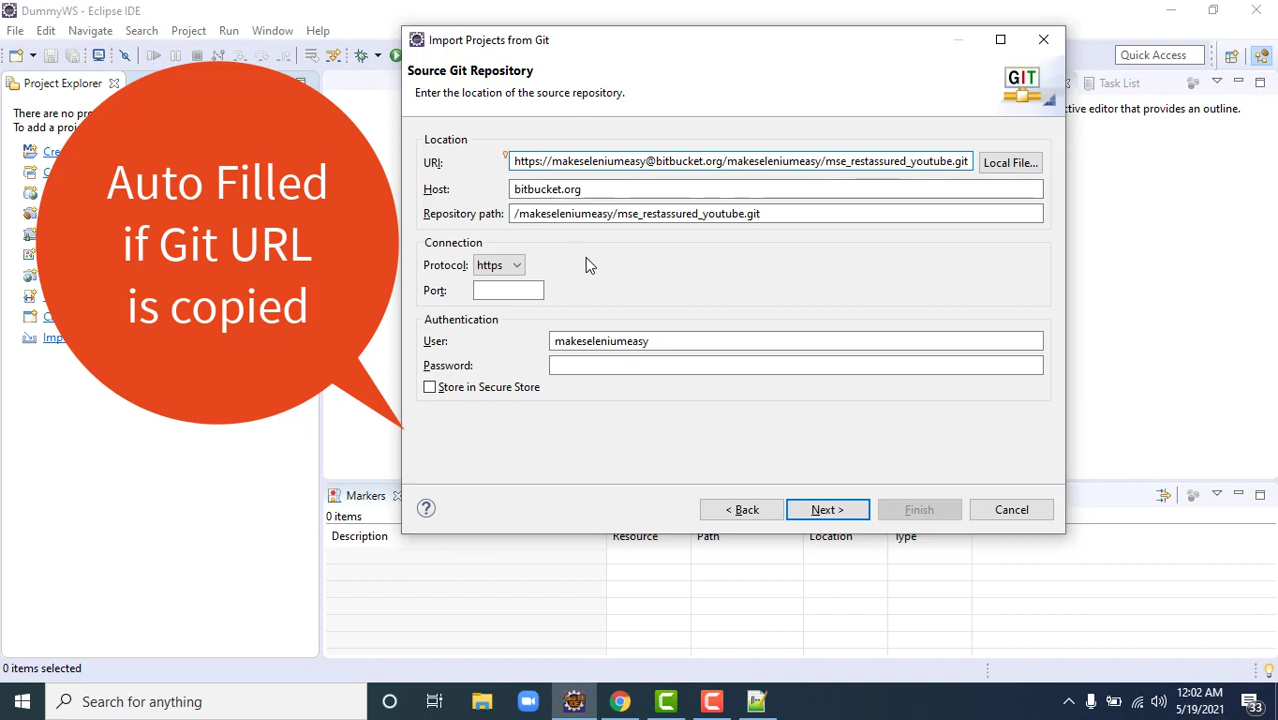 DummyWS - Eclipse IDE
File Edit Navigate Search Project Run Window Help
Quick Access
Project Explorer
Task List
There are no pro
To add a proj
Cre
C
Imp
Auto Filled
if Git URL
is copied
ctive editor that provides an outline.
Import Projects from Git
Source Git Repository
Enter the location of the source repository.
GIT
Location
URI: https://makeseleniumeasy@bitbucket.org/makeseleniumeasy/mse_restassured_youtube.git Local File...
Host: bitbucket.org
Repository path: /makeseleniumeasy/mse_restassured_youtube.git
Connection
Protocol: https
Port:
Authentication
User: makeseleniumeasy
Password:
Store in Secure Store
? < Back Next > Finish Cancel
Markers
0 items
Description Resource Path Location Type
0 items selected
Search for anything
12:02 AM
5/19/2021
33